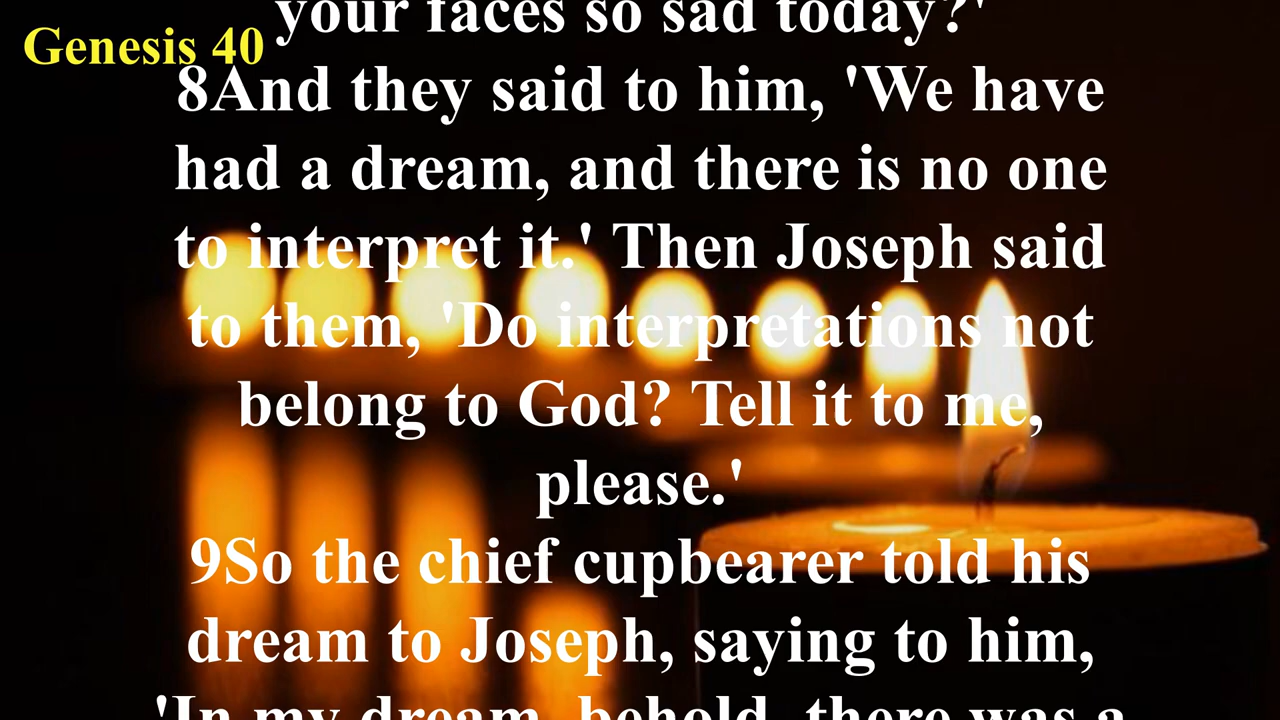 your faces so sad today?'
Genesis 40
8And they said to him, 'We have
had a dream, and there is no one
to interpret it.' Then Joseph said
to them, 'Do interpretations not
belong to God? Tell it to me,
please.'
9So the chief cupbearer told his
dream to Joseph, saying to him,
'In my dream, behold, there was a